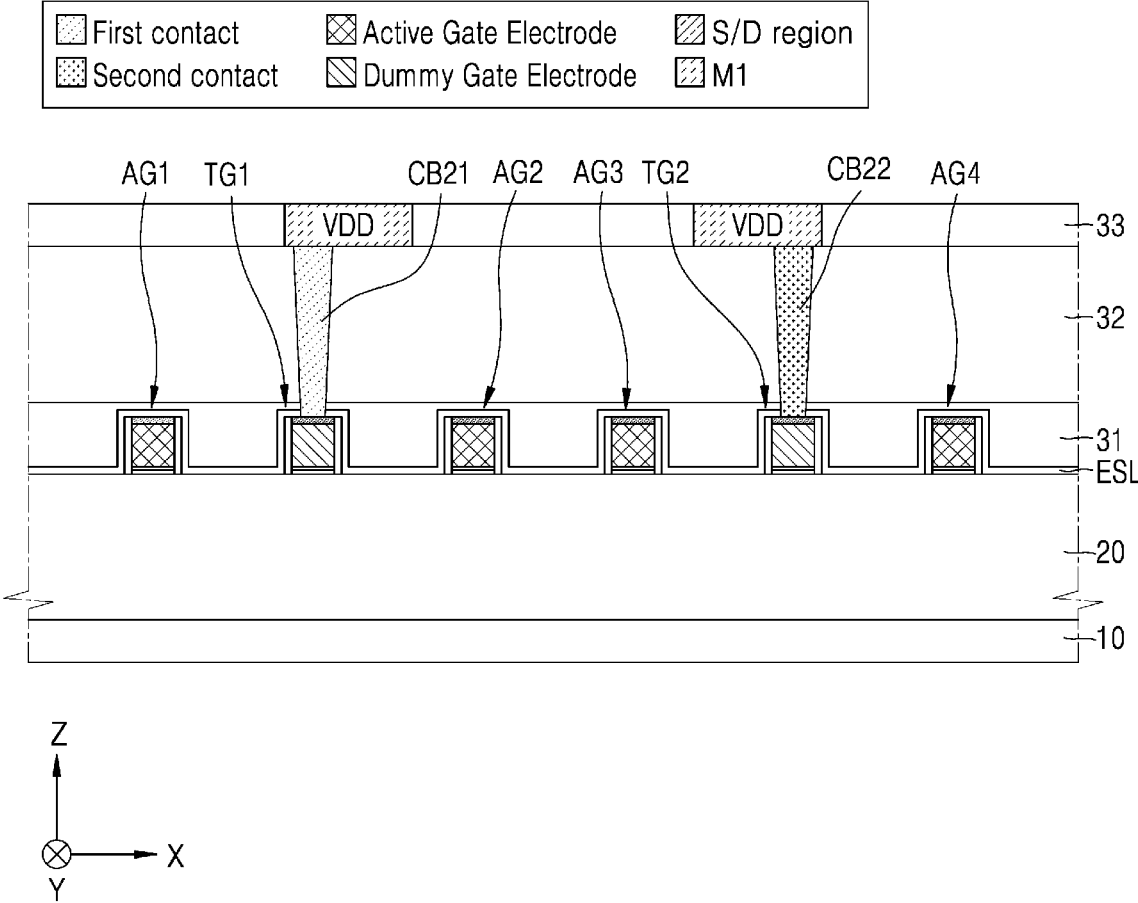 First contact
Active Gate Electrode
S/D region
Second contact
Dummy Gate Electrode
M1
AG1
TG1
CB21
AG2
AG3
TG2
CB22
AG4
VDD
VDD
33
32
31
ESL
20
10
Z
X
Y